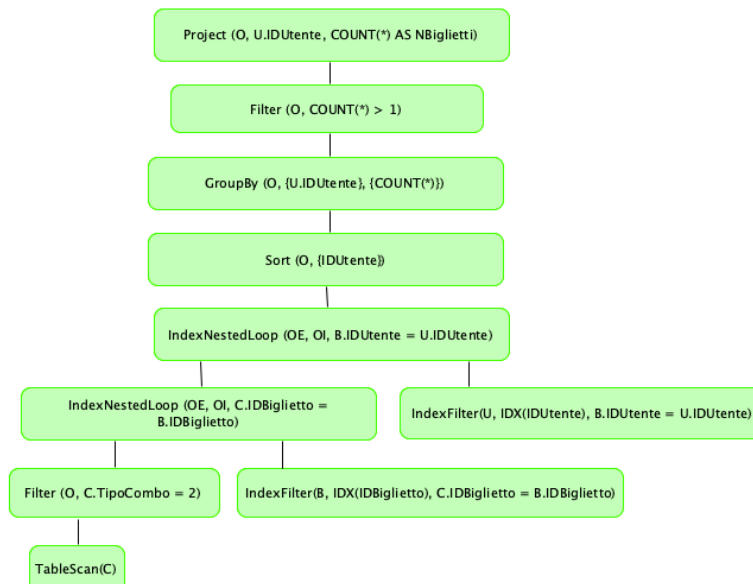 Project (O, U.IDUtente, COUNT(*) AS NBiglietti)
Filter (O, COUNT(*) > 1)
GroupBy (O, {U.IDUtente}, {COUNT(*)})
Sort (O, {IDUtente})
IndexNestedLoop (OE, OI, B.IDUtente = U.IDUtente)
IndexNestedLoop (OE, OI, C.IDBiglietto =
B.IDBiglietto)
IndexFilter(U, IDX(IDUtente), B.IDUtente = U.IDUtente)
Filter (O, C.TipoCombo = 2)
IndexFilter(B, IDX(IDBiglietto), C.IDBiglietto = B.IDBiglietto)
TableScan(C)